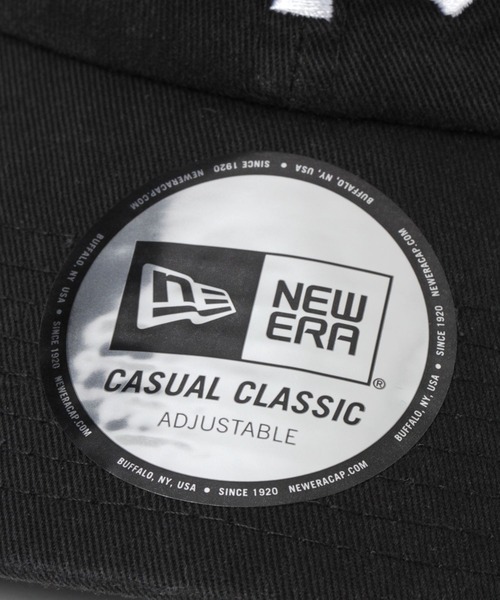 NE
NEW
ERA
®
CASUAL CLASSIC
ADJUSTABLE
BUFFALO, NY, USA • SINCE 1920 NEWERACAP.COM
BUFFALO, NY, USA • SINCE 1920 NEWERACAP.COM
BUFFALO, NY, USA • SINCE 1920 NEWERACAP.COM
BUFFALO, NY, USA • SINCE 1920 NEWERACAP.COM